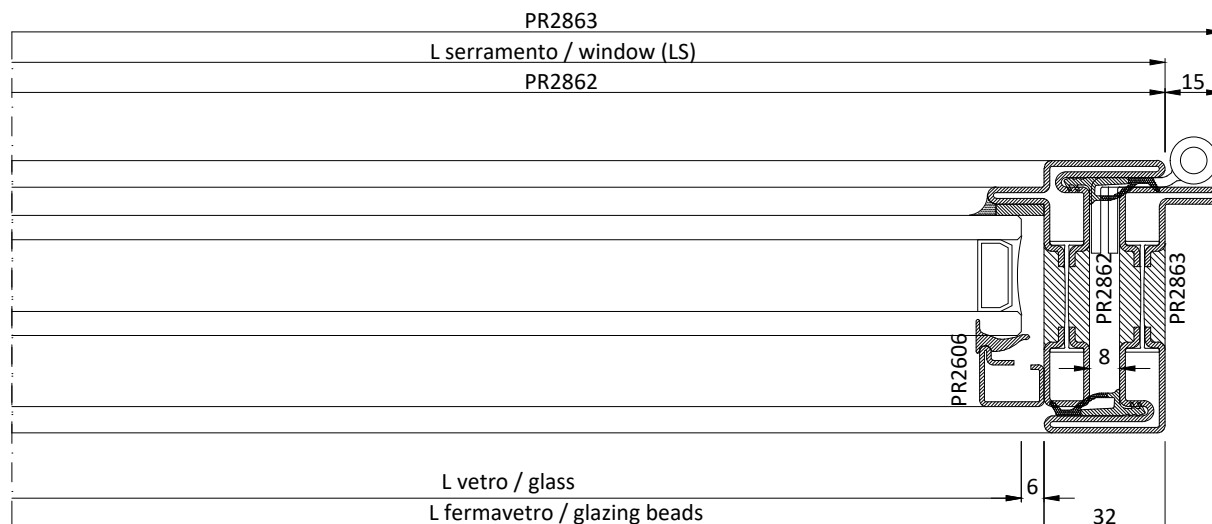 PR2863
L serramento / window (LS)
PR2862
15
PR2862
PR2863
PR2606
8
L vetro / glass
6
L fermavetro / glazing beads
32